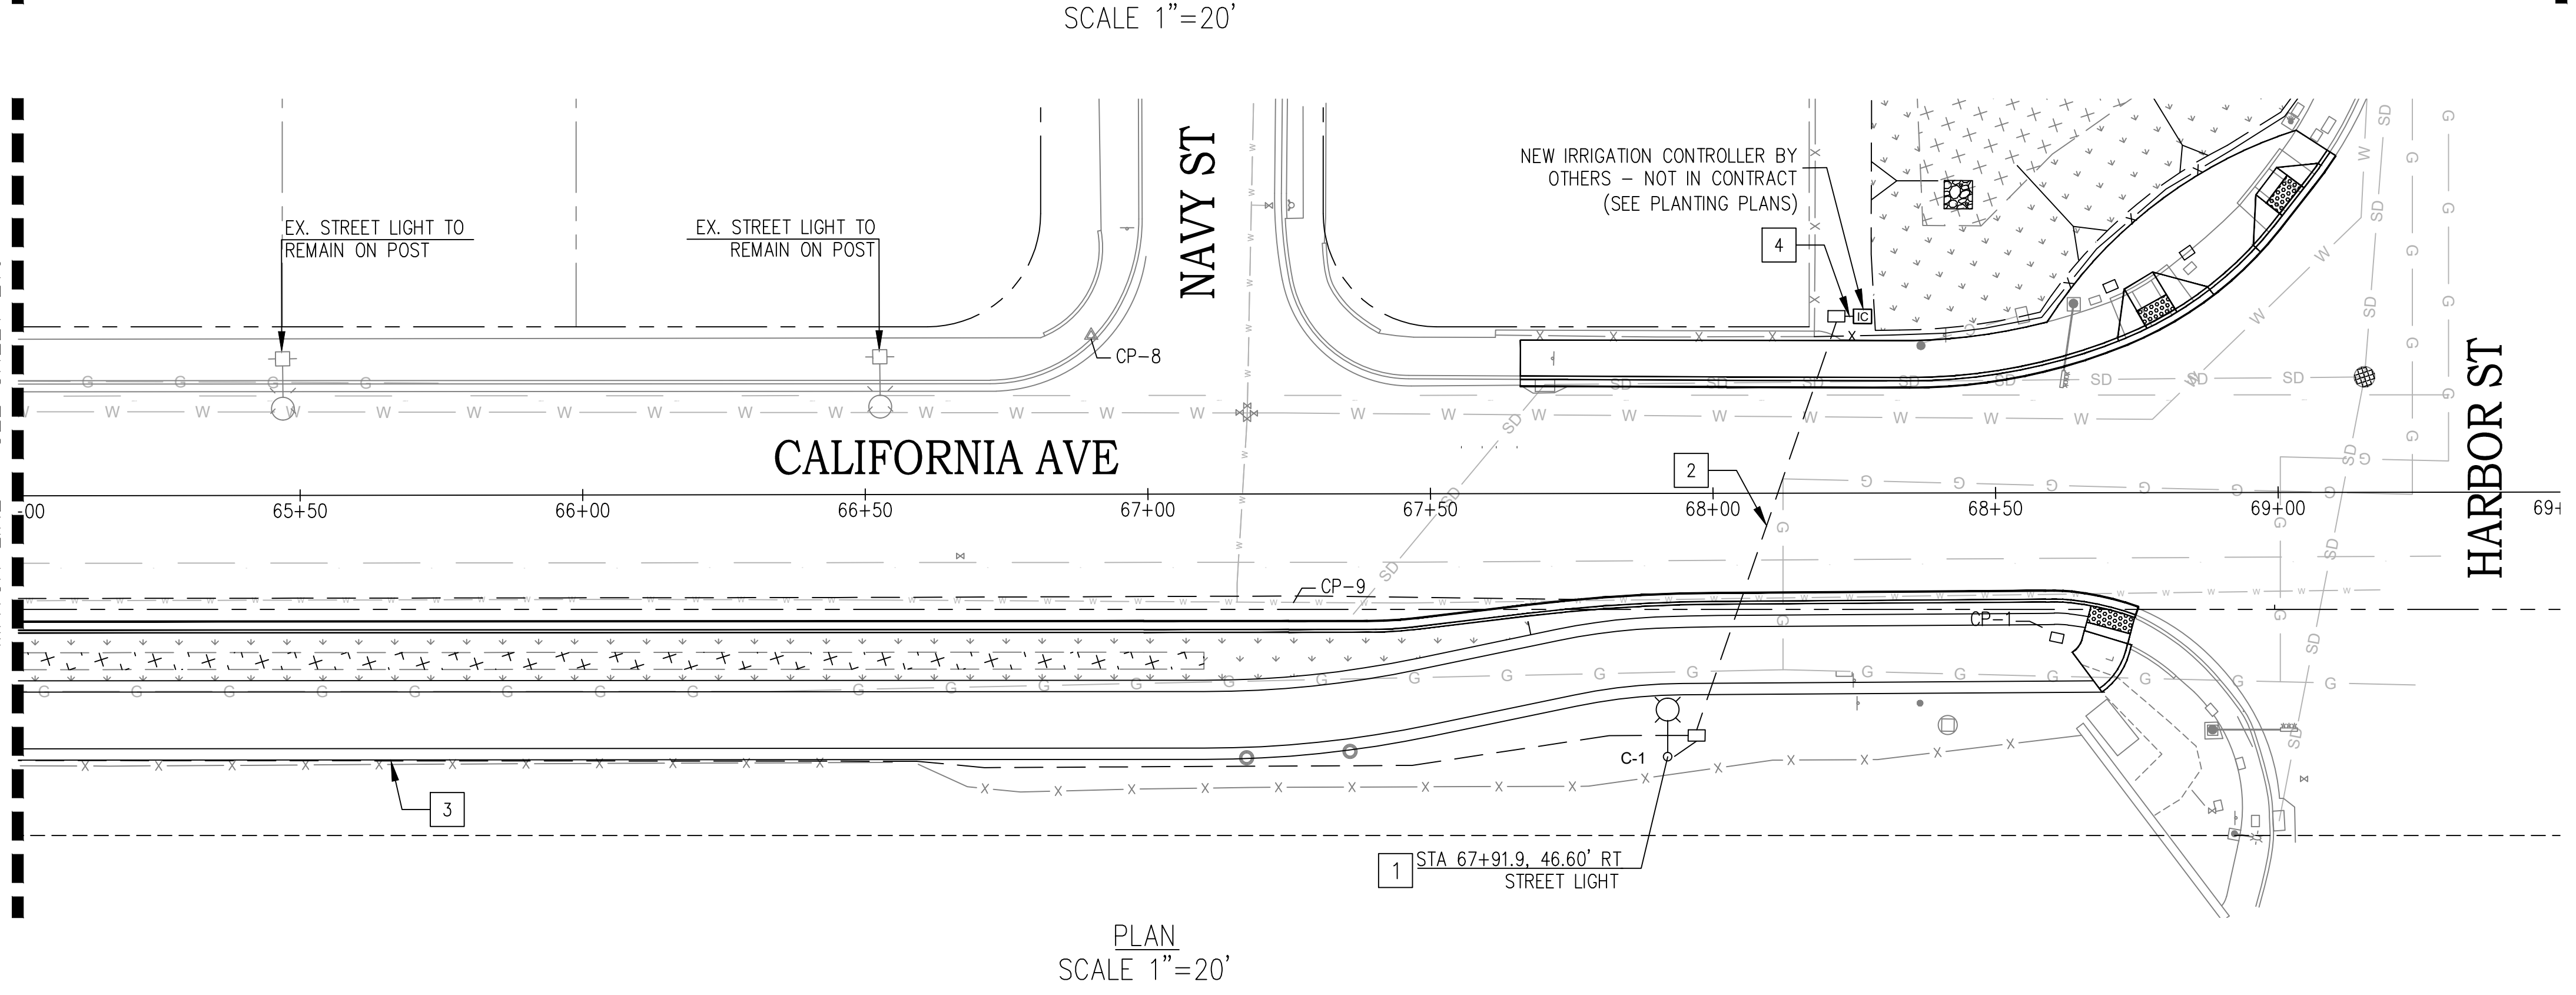 SCALE 1"=20'
NAVY ST
NEW IRRIGATION CONTROLLER BY
OTHERS – NOT IN CONTRACT
(SEE PLANTING PLANS)
4
IC
EX. STREET LIGHT TO
REMAIN ON POST
EX. STREET LIGHT TO
REMAIN ON POST
CP-8
HARBOR ST
CALIFORNIA AVE
2
-00
65+50
66+00
66+50
67+00
67+50
68+00
68+50
69+00
69+
CP-9
CP-1
C-1
3
1
STA 67+91.9, 46.60' RT
STREET LIGHT
PLAN
SCALE 1"=20'